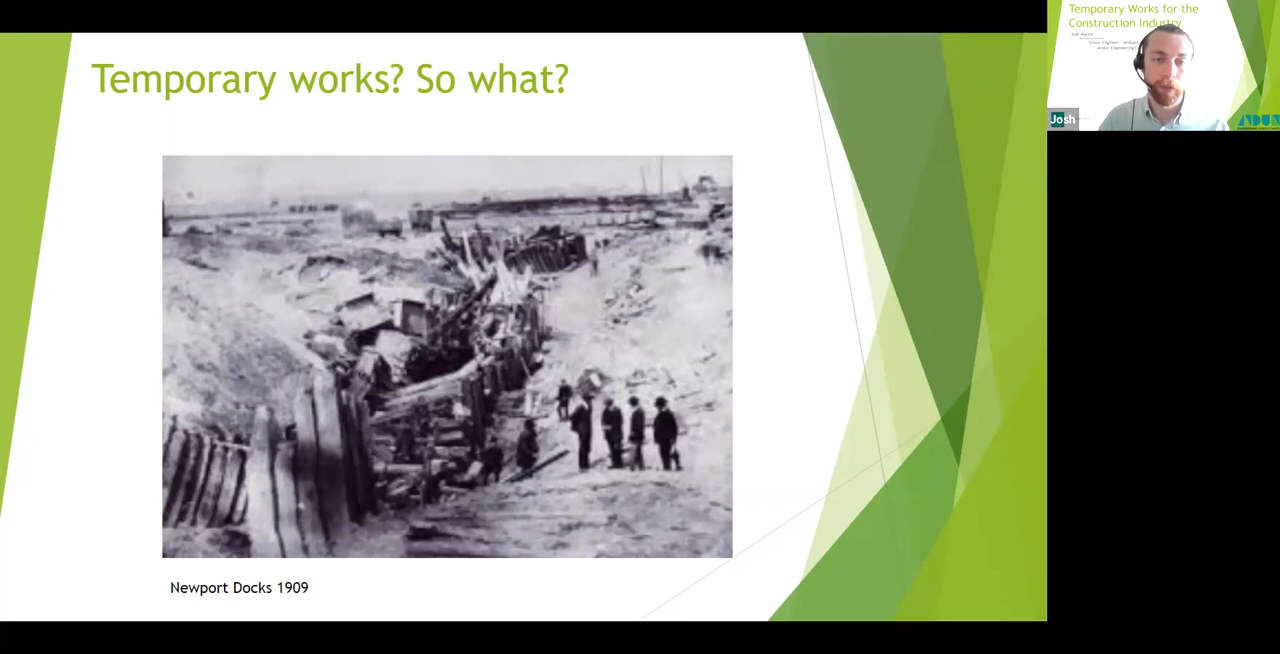 Temporary works? So what?
Newport Docks 1909
Temporary Works for the
Construction Industry
Josh